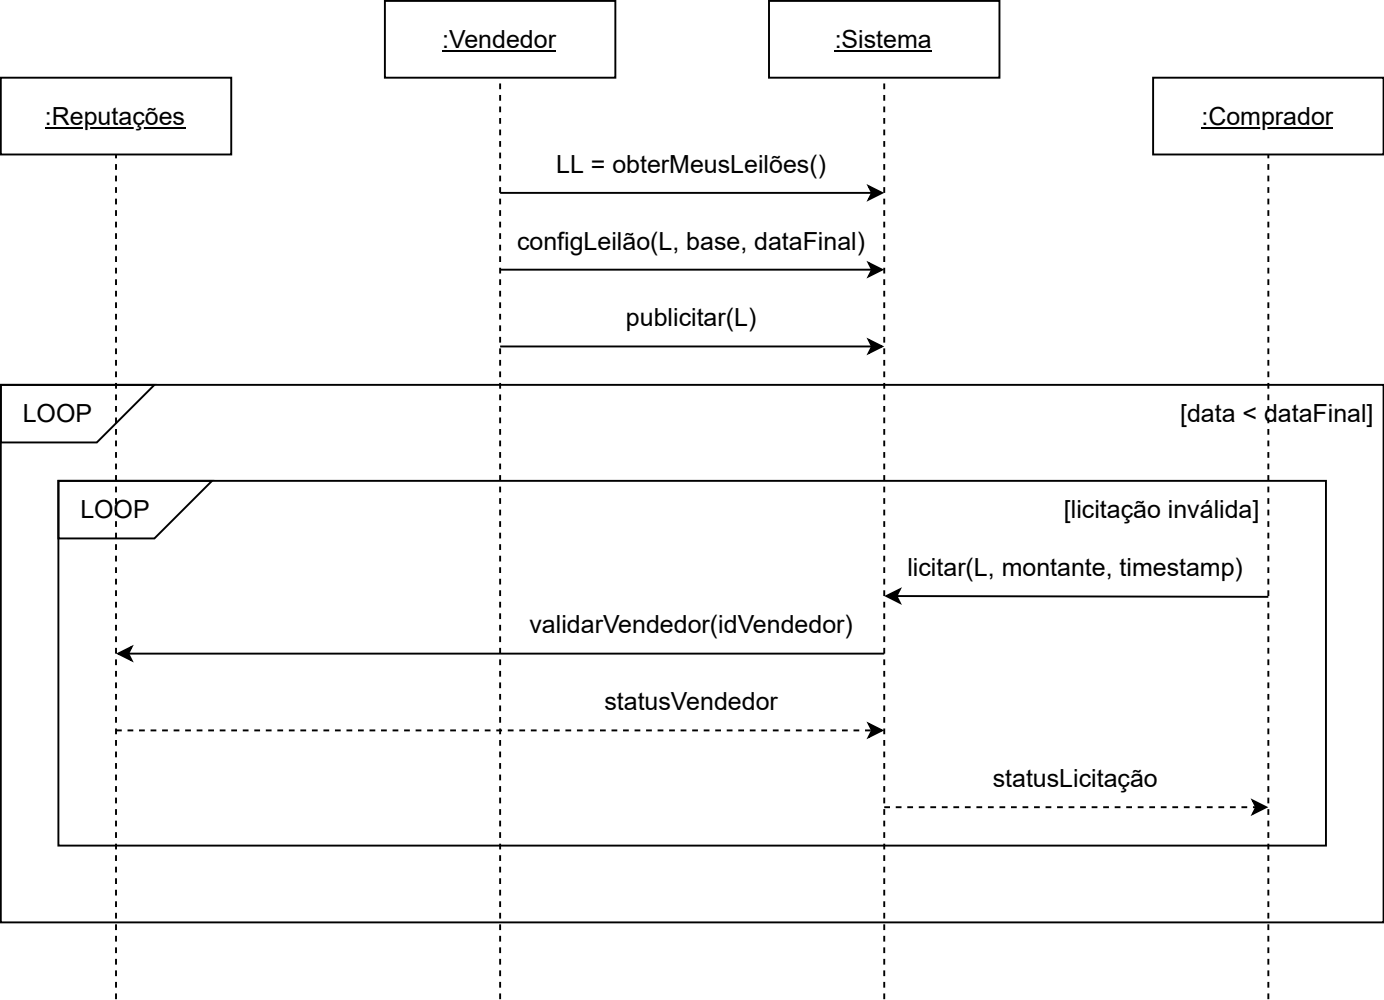 :Vendedor
:Sistema
:Reputações
:Comprador
LL = obterMeusLeilões()
configLeilão(L, base, dataFinal)
publicitar(L)
LOOP
[data < dataFinal]
LOOP
[licitação inválida]
licitar(L, montante, timestamp)
validarVendedor(idVendedor)
statusVendedor
statusLicitação